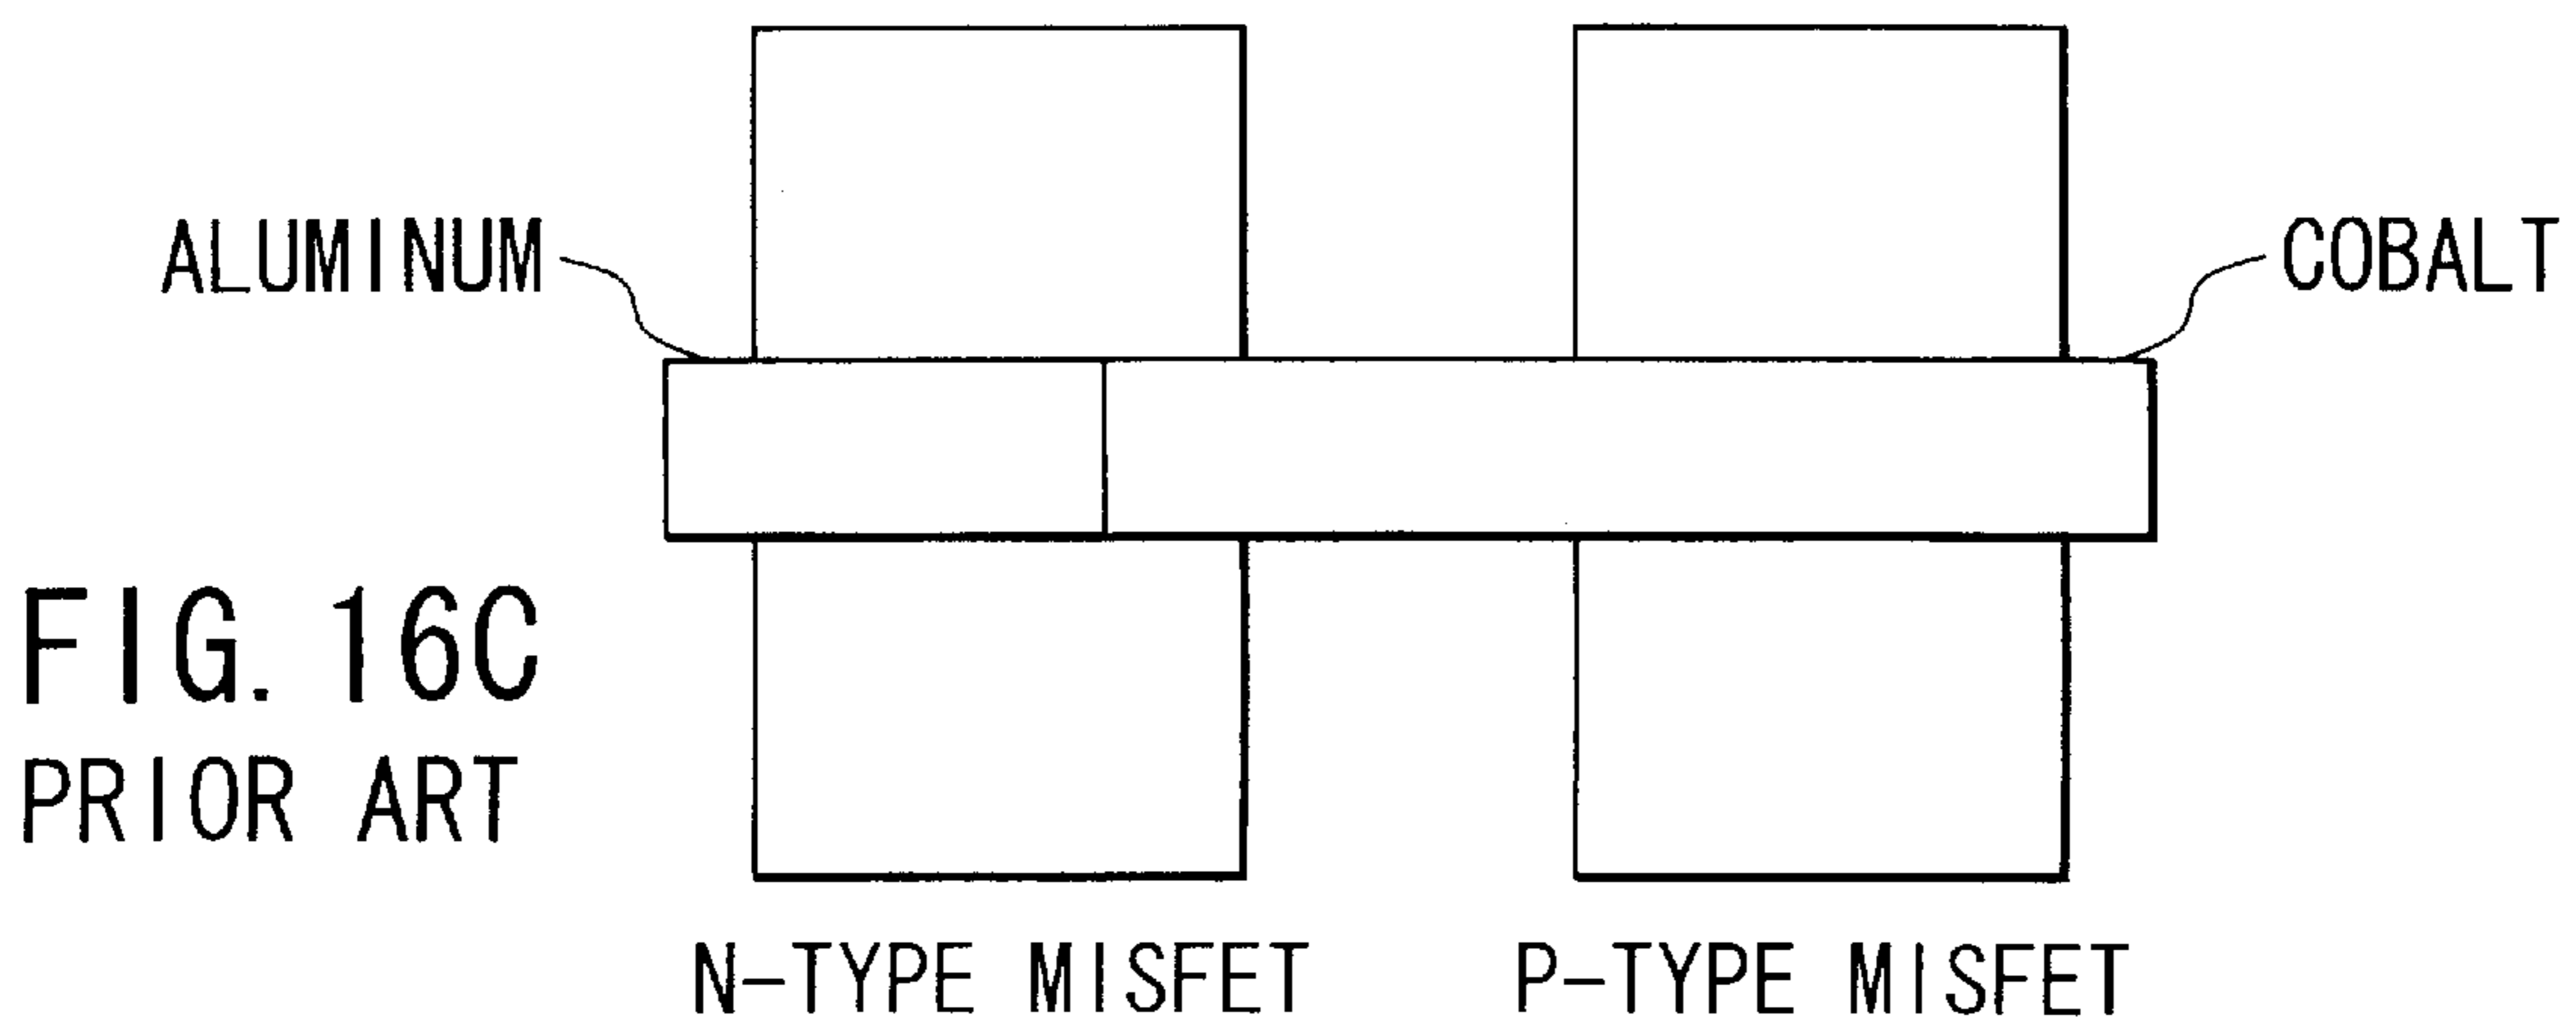 ALUMINUM
COBALT
FIG. 16C
PRIOR ART
N-TYPE MISFET
P-TYPE MISFET